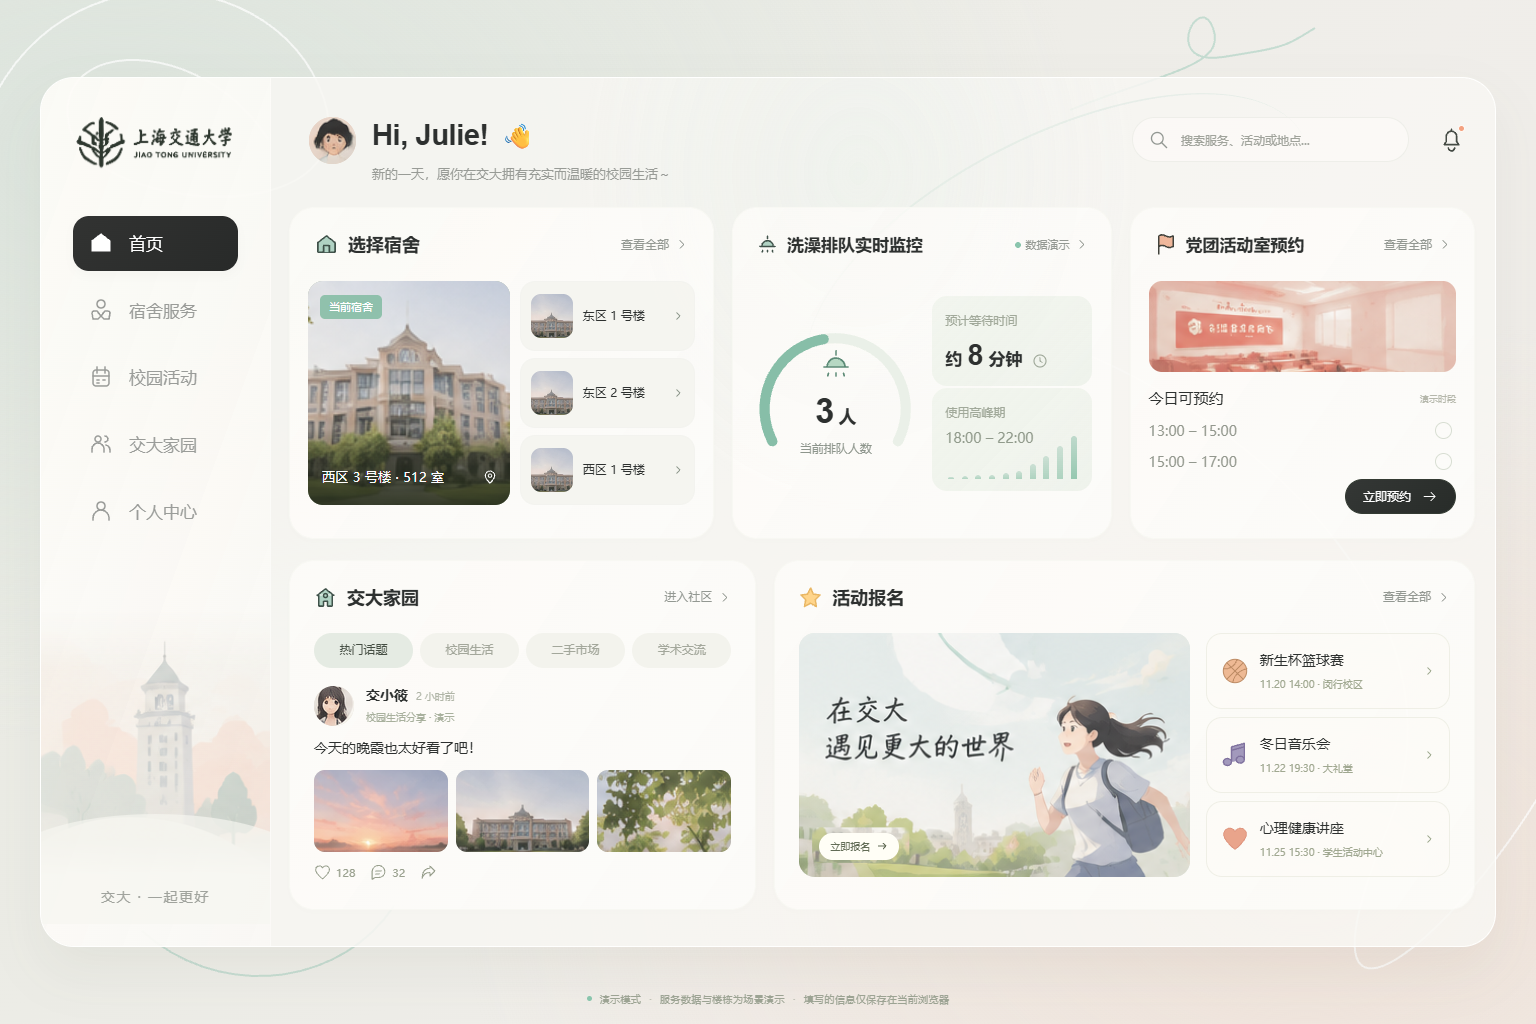 上海交通大学
JIAO TONG UNIVERSITY
首页
宿舍服务
校园活动
交大家园
个人中心
交大 · 一起更好
Hi, Julie! 👋
新的一天，愿你在交大拥有充实而温暖的校园生活 ~
搜索服务、活动或地点...
选择宿舍
查看全部
当前宿舍
西区 3 号楼 · 512 室
东区 1 号楼
东区 2 号楼
西区 1 号楼
洗澡排队实时监控
数据演示
3 人
当前排队人数
预计等待时间
约 8 分钟
使用高峰期
18:00 – 22:00
党团活动室预约
查看全部
今日可预约
演示时段
13:00 – 15:00
15:00 – 17:00
立即预约
交大家园
进入社区
热门话题
校园生活
二手市场
学术交流
交小筱 2 小时前
校园生活分享 · 演示
今天的晚霞也太好看了吧！
128
32
活动报名
查看全部
在交大
遇见更大的世界
立即报名
新生杯篮球赛
11.20 14:00 · 闵行校区
冬日音乐会
11.22 19:30 · 大礼堂
心理健康讲座
11.25 15:30 · 学生活动中心
演示模式 · 服务数据与楼栋为场景演示 · 填写的信息仅保存在当前浏览器